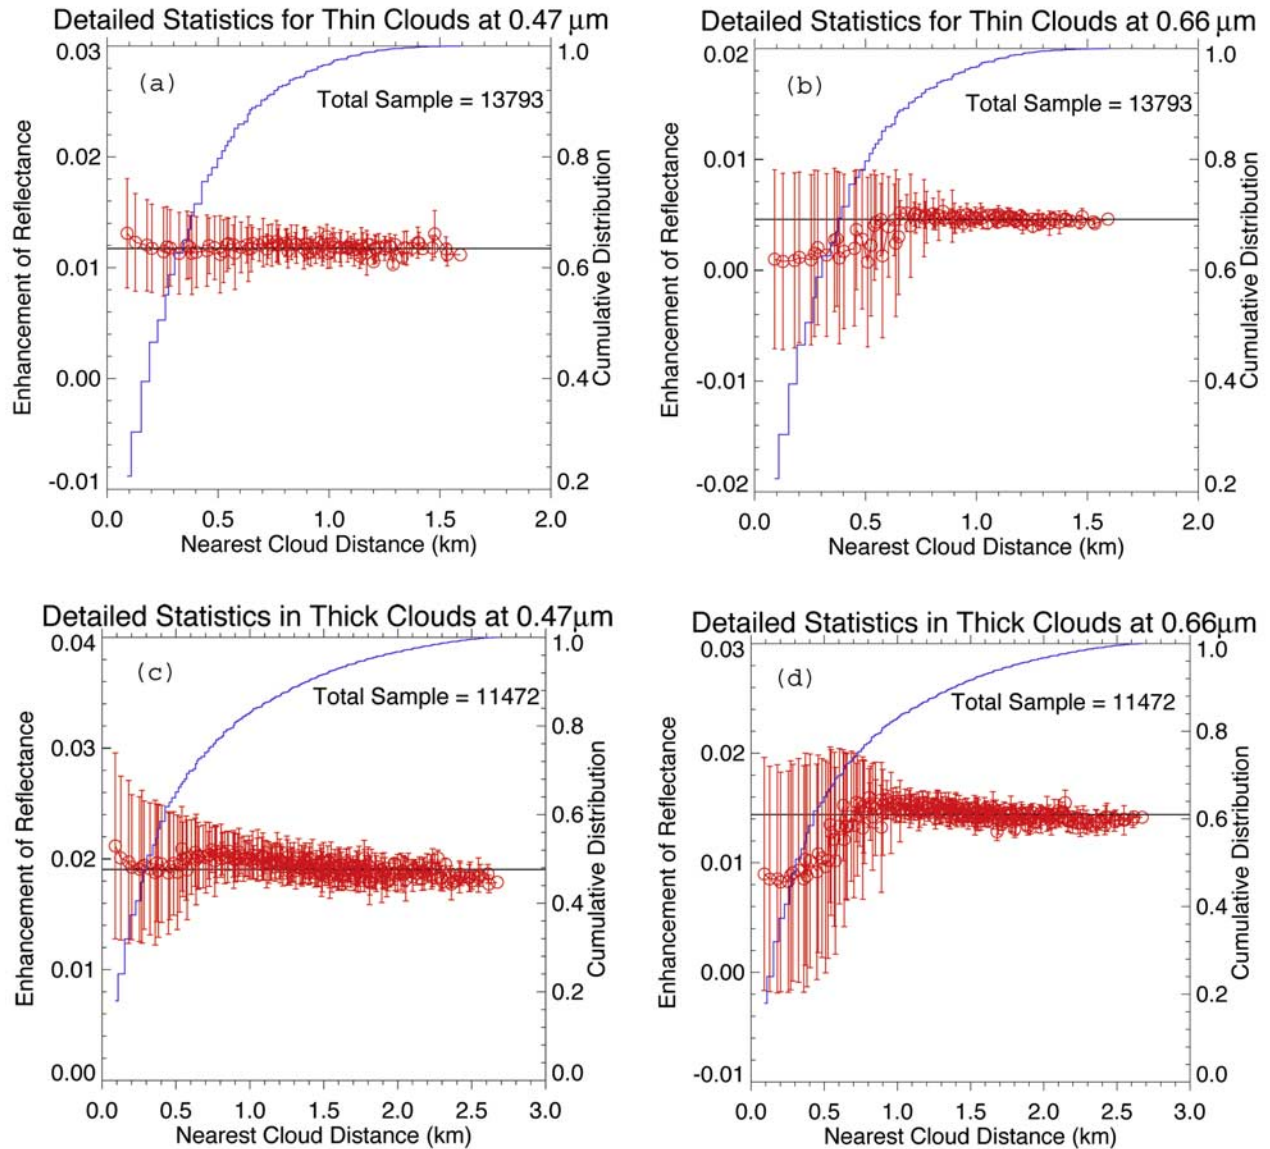 Detailed Statistics for Thin Clouds at 0.47 μm
0.03
0.02
0.01
0.00
-0.01
Enhancement of Reflectance
(a)
Total Sample = 13793
1.0
0.8
0.6
0.4
0.2
Cumulative Distribution
0.0 0.5 1.0 1.5 2.0
Nearest Cloud Distance (km)
Detailed Statistics for Thin Clouds at 0.66 μm
0.02
0.01
0.00
-0.01
-0.02
Enhancement of Reflectance
(b)
Total Sample = 13793
1.0
0.8
0.6
0.4
0.2
Cumulative Distribution
0.0 0.5 1.0 1.5 2.0
Nearest Cloud Distance (km)
Detailed Statistics in Thick Clouds at 0.47μm
0.04
0.03
0.02
0.01
0.00
Enhancement of Reflectance
(c)
Total Sample = 11472
1.0
0.8
0.6
0.4
0.2
0.0
Cumulative Distribution
0.0 0.5 1.0 1.5 2.0 2.5 3.0
Nearest Cloud Distance (km)
Detailed Statistics in Thick Clouds at 0.66μm
0.03
0.02
0.01
0.00
-0.01
Enhancement of Reflectance
(d)
Total Sample = 11472
1.0
0.8
0.6
0.4
0.2
0.0
Cumulative Distribution
0.0 0.5 1.0 1.5 2.0 2.5 3.0
Nearest Cloud Distance (km)